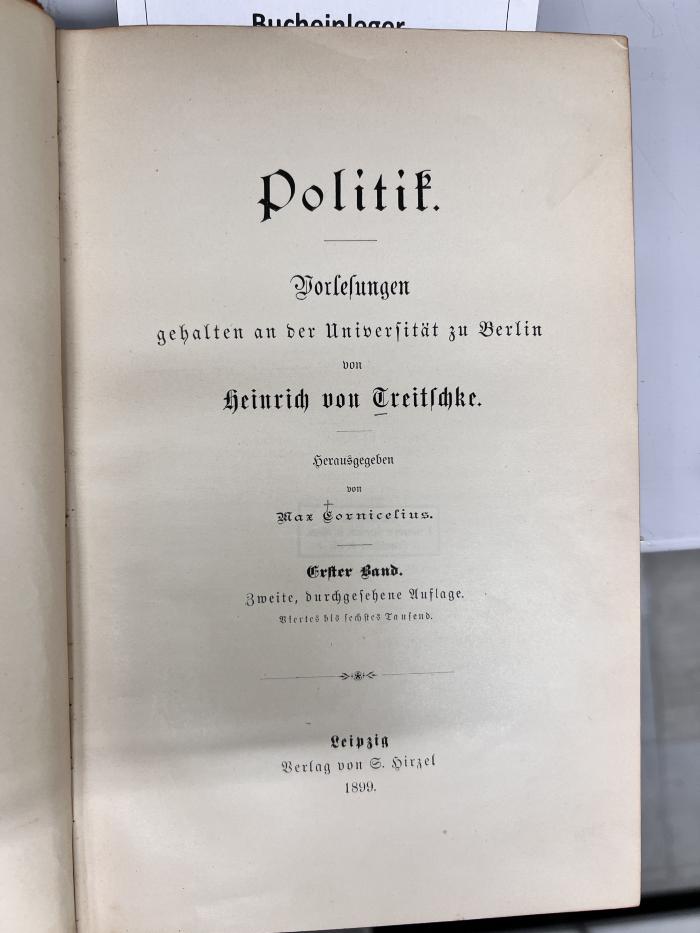 Bucheinleger
Politik.
Vorleſungen
gehalten an der Univerſität zu Berlin
von
Heinrich von Treitſchke.
Herausgegeben
von
Max Cornicelius.
Erſter Band.
Zweite, durchgeſehene Auflage.
Viertes bis ſechſtes Tauſend.
Leipzig
Verlag von S. Hirzel
1899.